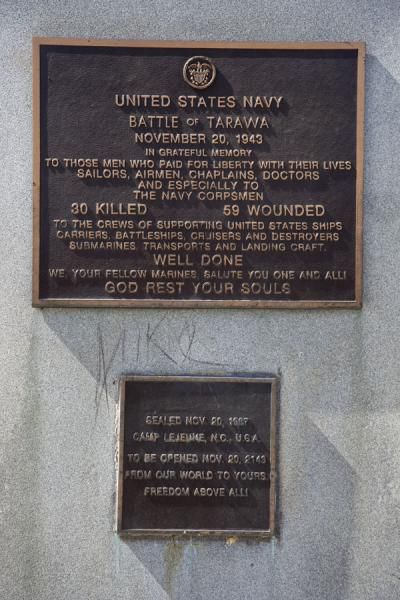 UNITED STATES NAVY
BATTLE OF TARAWA
NOVEMBER 20, 1943
IN GRATEFUL MEMORY
TO THOSE MEN WHO PAID FOR LIBERTY WITH THEIR LIVES
SAILORS, AIRMEN, CHAPLAINS, DOCTORS
AND ESPECIALLY TO
THE NAVY CORPSMEN
30 KILLED 59 WOUNDED
TO THE CREWS OF SUPPORTING UNITED STATES SHIPS
CARRIERS, BATTLESHIPS, CRUISERS AND DESTROYERS
SUBMARINES, TRANSPORTS AND LANDING CRAFT.
WELL DONE
WE, YOUR FELLOW MARINES, SALUTE YOU ONE AND ALL!
GOD REST YOUR SOULS
MIKE
SEALED NOV. 20, 1987
CAMP LEJEUNE, N.C., U.S.A.
TO BE OPENED NOV. 20, 2143
FROM OUR WORLD TO YOURS
FREEDOM ABOVE ALL!